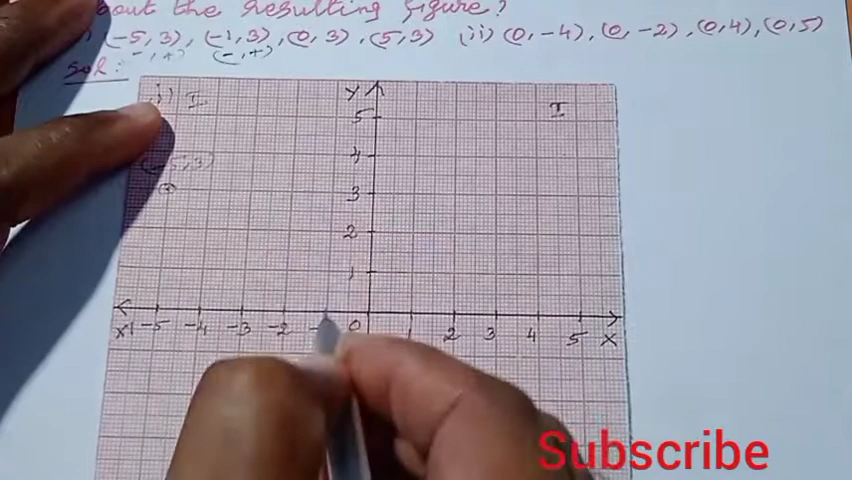 bout the resulting figure?
(-5, 3), (-1, 3), (0, 3), (5, 3) (ii) (0, -4), (0, -2), (0, 4), (0, 5)
-, +) (-, +)
Sol:
i) II Y I
5
(-5, 3) 4
3
2
1
X' -5 -4 -3 -2 - 0 1 2 3 4 5 X
Subscribe